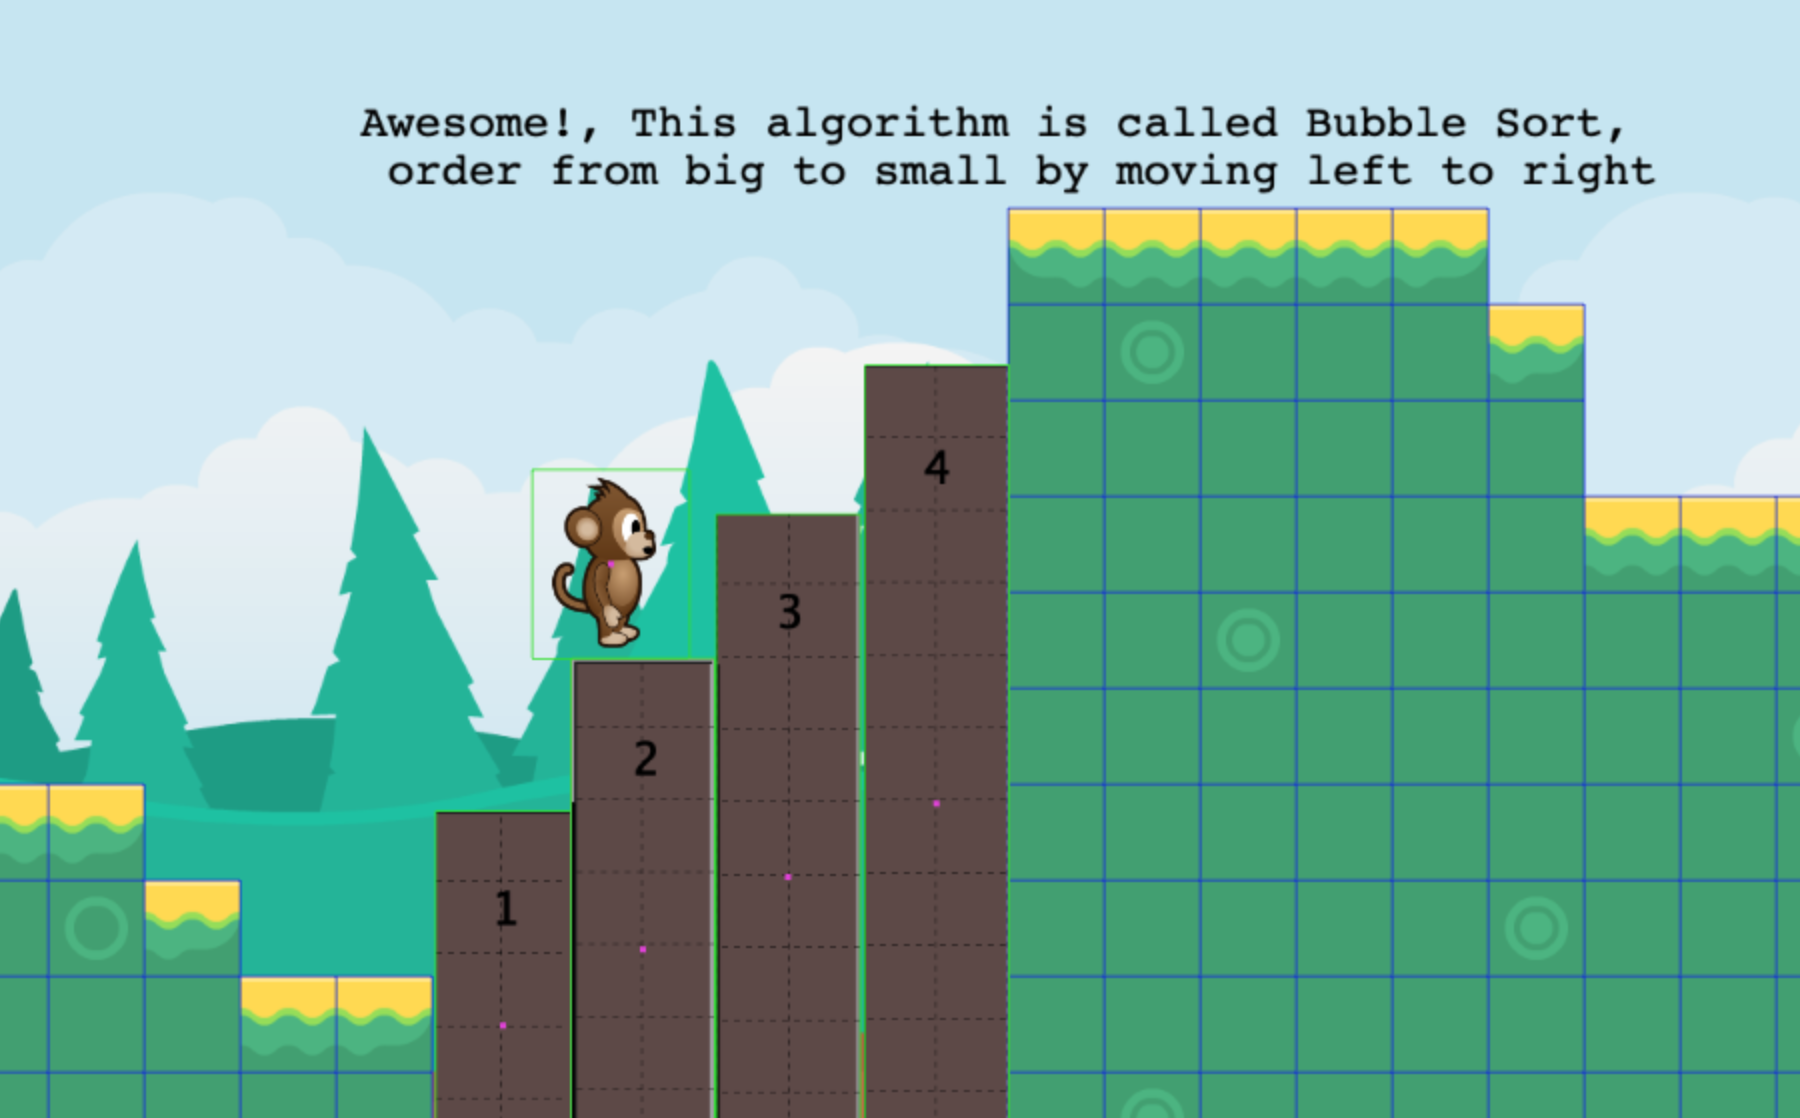 Awesome!, This algorithm is called Bubble Sort,
order from big to small by moving left to right
4
3
2
1